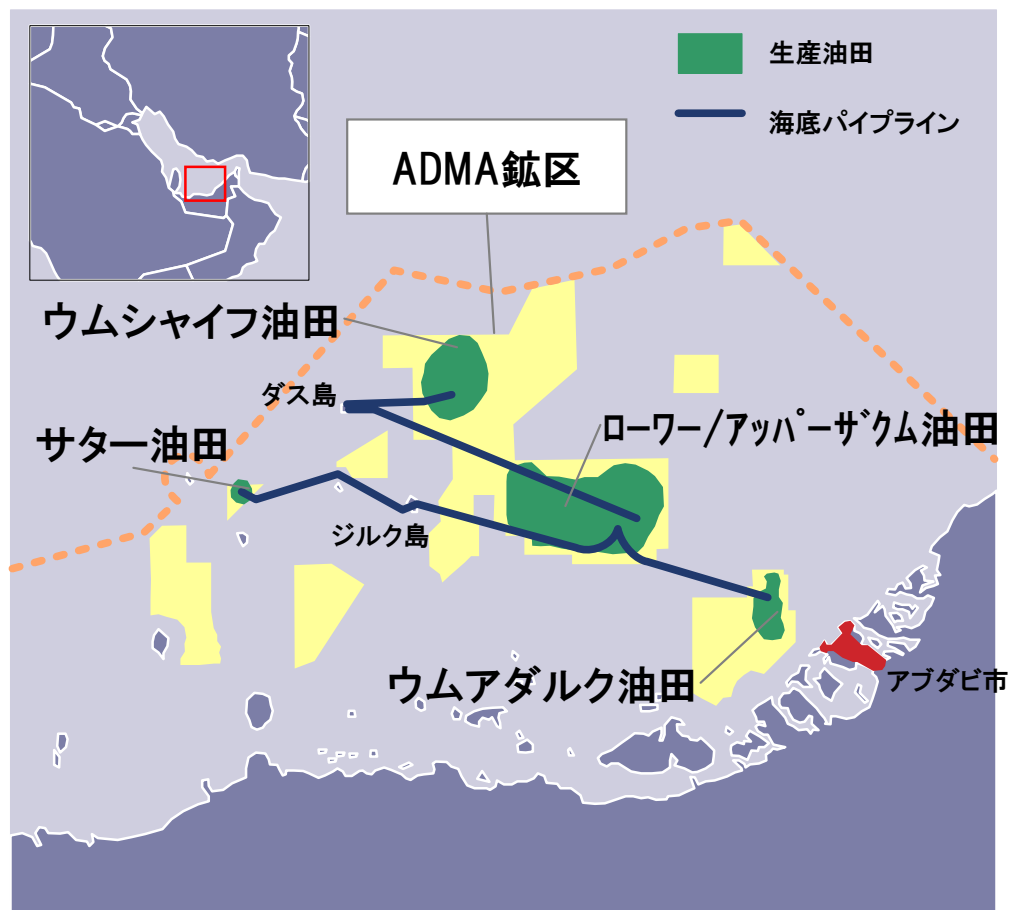 生産油田
海底パイプライン
ADMA鉱区
ウムシャイフ油田
ダス島
サター油田
ローワー/アッパーザクム油田
ジルク島
ウムアダルク油田
アブダビ市